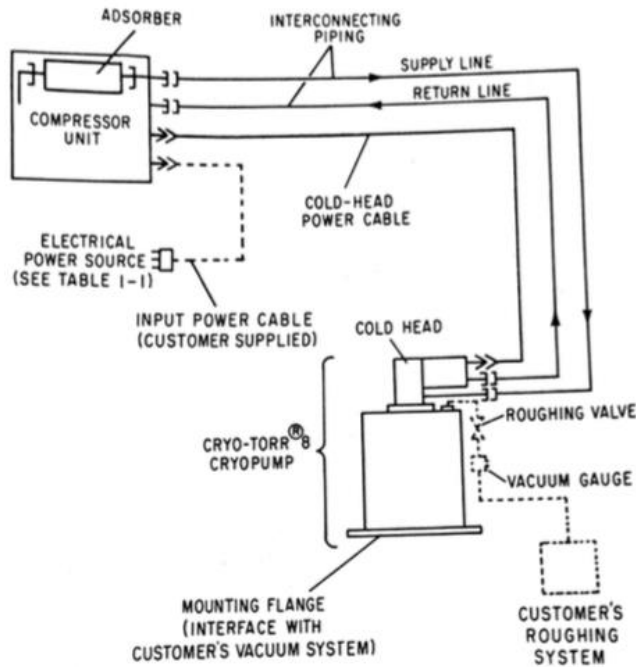 ADSORBER
INTERCONNECTING
PIPING
SUPPLY LINE
RETURN LINE
COMPRESSOR
UNIT
COLD-HEAD
POWER CABLE
ELECTRICAL
POWER SOURCE
(SEE TABLE 1-1)
INPUT POWER CABLE
(CUSTOMER SUPPLIED)
COLD HEAD
ROUGHING VALVE
CRYO-TORR®8
CRYOPUMP
VACUUM GAUGE
MOUNTING FLANGE
(INTERFACE WITH
CUSTOMER'S VACUUM SYSTEM)
CUSTOMER'S
ROUGHING
SYSTEM